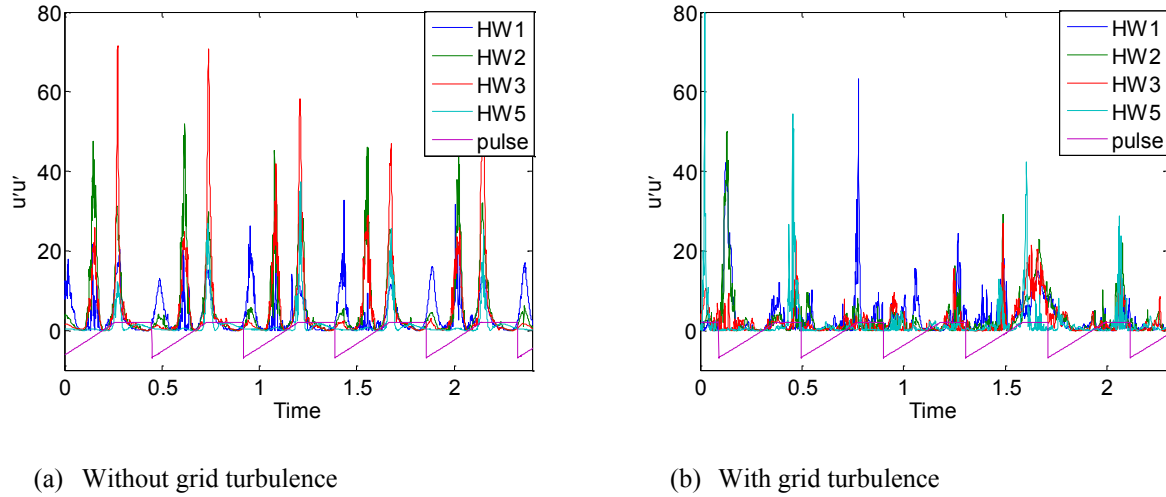 80
60
40
20
0
u'u'
0
0.5
1
1.5
2
Time
HW1
HW2
HW3
HW5
pulse
(a) Without grid turbulence
80
60
40
20
0
u'u'
0
0.5
1
1.5
2
Time
HW1
HW2
HW3
HW5
pulse
(b) With grid turbulence